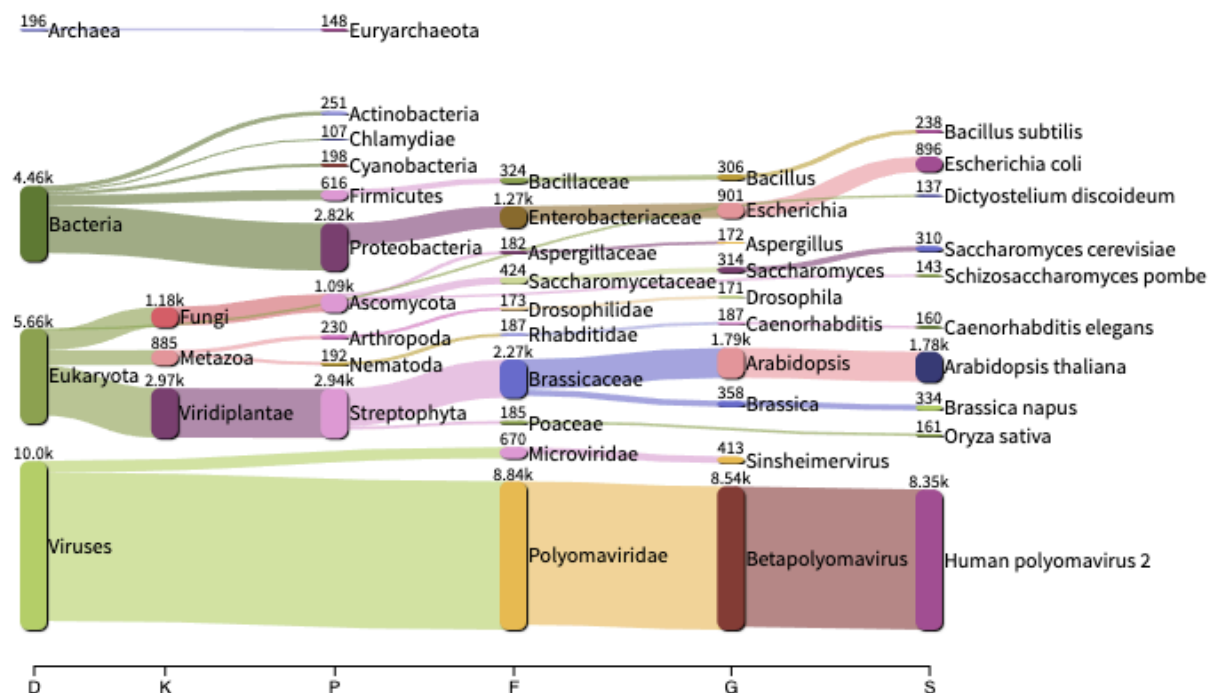 196 Archaea 148 Euryarchaeota
251 Actinobacteria
107 Chlamydiae
238 Bacillus subtilis
198 Cyanobacteria
324 Bacillaceae 306 Bacillus 896 Escherichia coli
4.46k Bacteria 616 Firmicutes
137 Dictyostelium discoideum
1.27k Enterobacteriaceae 901 Escherichia
2.82k Proteobacteria 182 Aspergillaceae 172 Aspergillus 310 Saccharomyces cerevisiae
424 Saccharomycetaceae 314 Saccharomyces 143 Schizosaccharomyces pombe
1.18k Fungi 1.09k Ascomycota 173 Drosophilidae 171 Drosophila
5.66k Eukaryota 230 Arthropoda 187 Rhabditidae 187 Caenorhabditis 160 Caenorhabditis elegans
885 Metazoa 192 Nematoda 2.27k Brassicaceae 1.79k Arabidopsis 1.78k Arabidopsis thaliana
2.97k Viridiplantae 2.94k Streptophyta 358 Brassica 334 Brassica napus
185 Poaceae 161 Oryza sativa
670 Microviridae 413 Sinsheimervirus
10.0k Viruses 8.84k Polyomaviridae 8.54k Betapolyomavirus 8.35k Human polyomavirus 2
D K P F G S